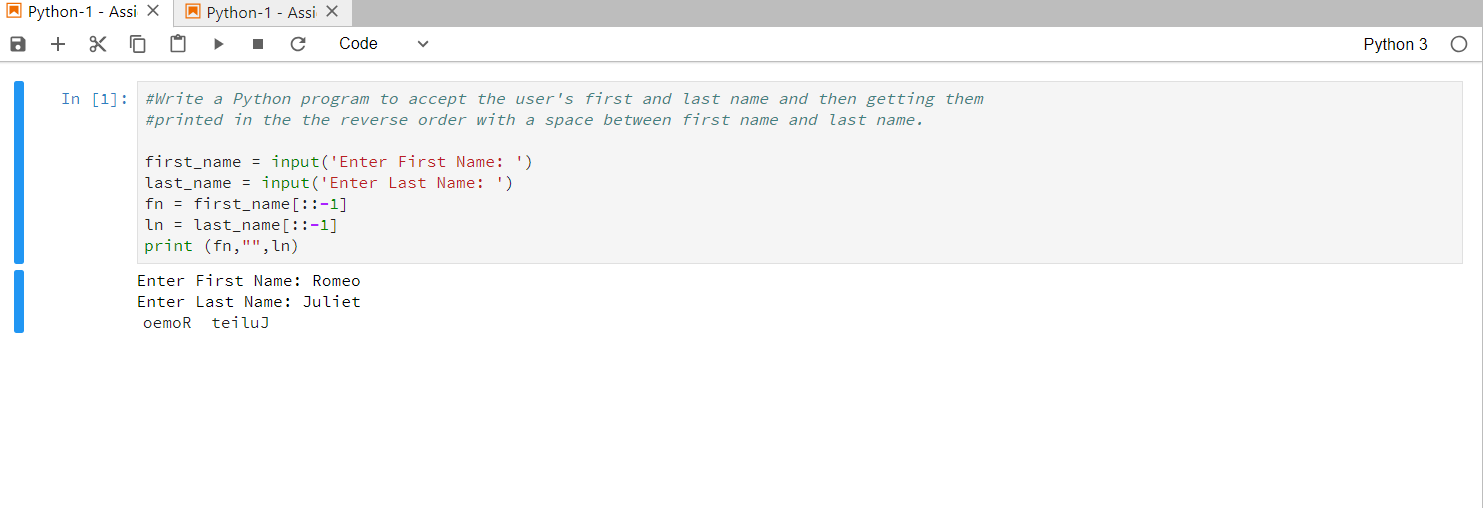 Python-1 - Assi
Python-1 - Assi
Code
Python 3
In [1]:
#Write a Python program to accept the user's first and last name and then getting them
#printed in the the reverse order with a space between first name and last name.
first_name = input('Enter First Name: ')
last_name = input('Enter Last Name: ')
fn = first_name[::-1]
ln = last_name[::-1]
print (fn,"",ln)
Enter First Name: Romeo
Enter Last Name: Juliet
oemoR  teiluJ